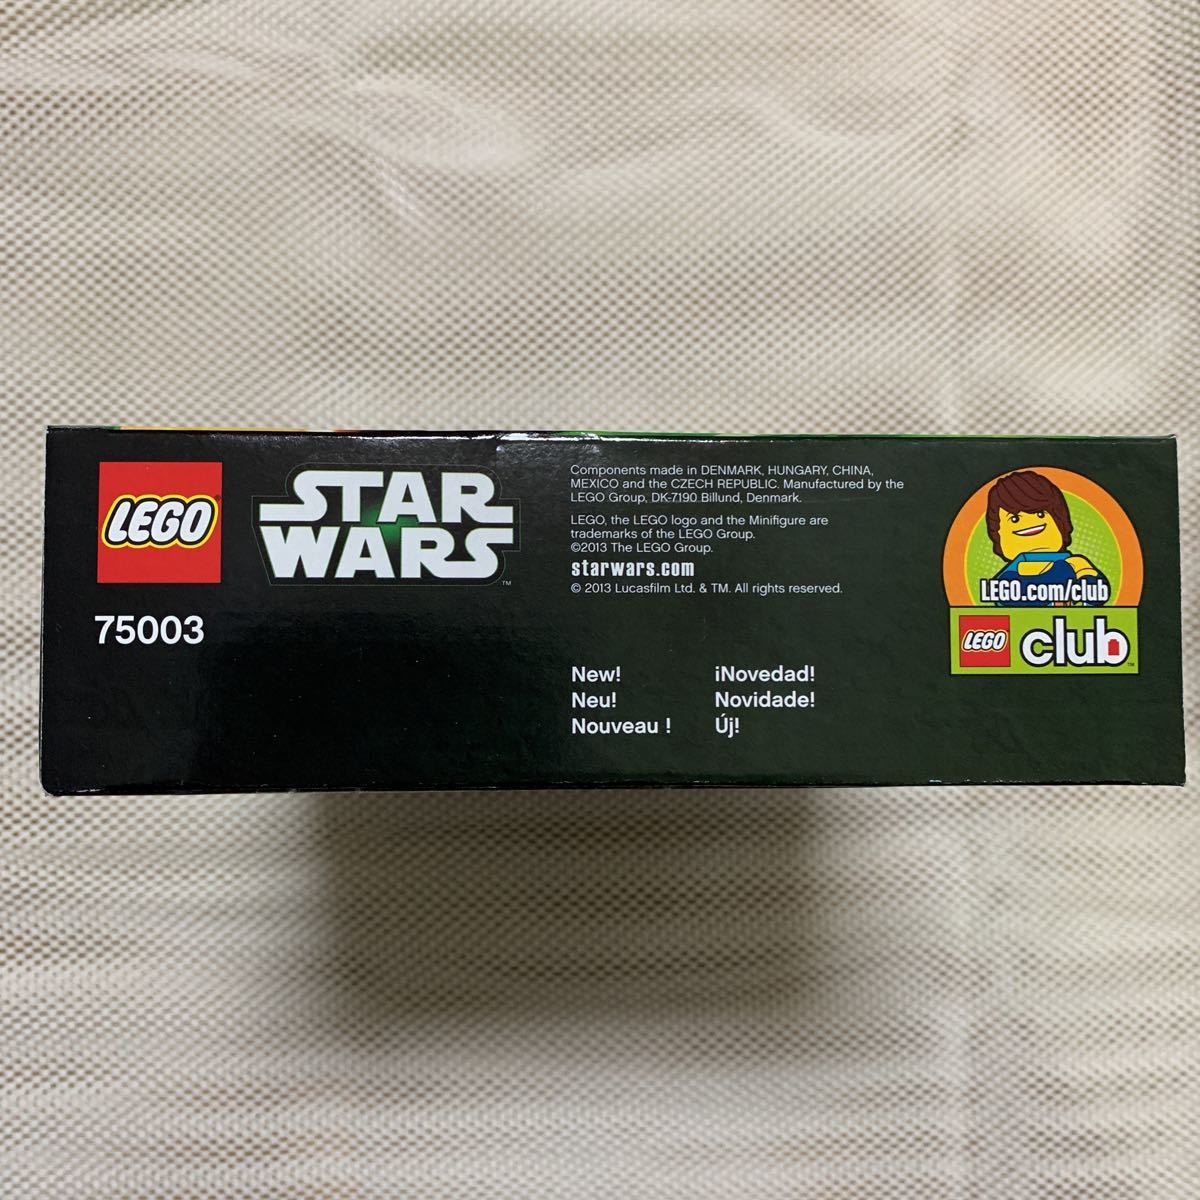 LEGO
STAR
WARS
75003
Components made in DENMARK, HUNGARY, CHINA,
MEXICO and the CZECH REPUBLIC. Manufactured by the
LEGO Group, DK-7190 Billund, Denmark.
LEGO, the LEGO logo and the Minifigure are
trademarks of the LEGO Group.
©2013 The LEGO Group.
starwars.com
© 2013 Lucasfilm Ltd. & TM. All rights reserved.
New!
Neu!
Nouveau !
¡Novedad!
Novidade!
Új!
LEGO.com/club
LEGO club